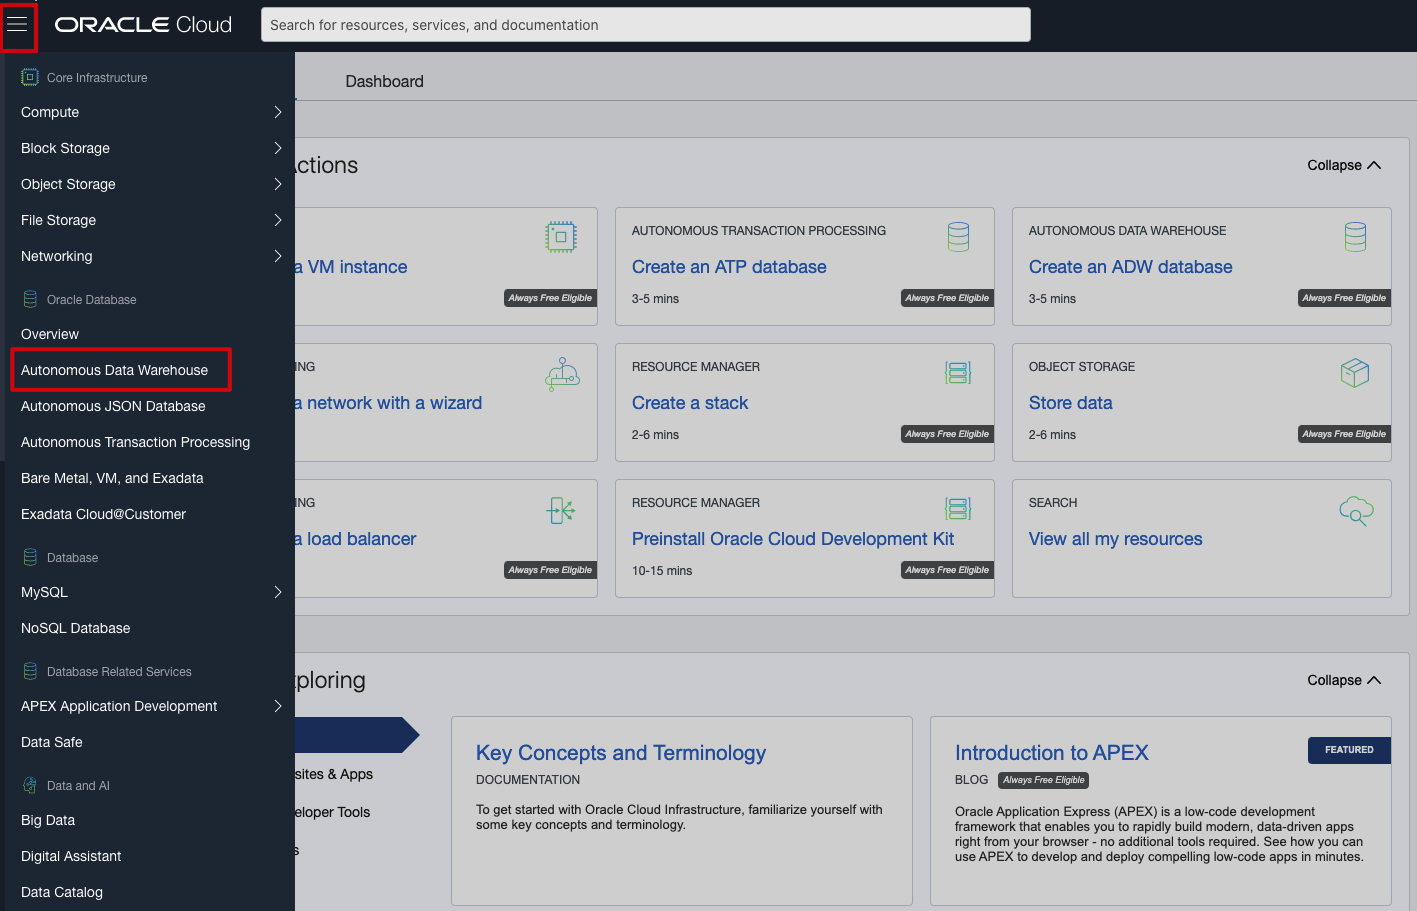 ORACLE Cloud
Search for resources, services, and documentation
Core Infrastructure
Compute
Block Storage
Object Storage
File Storage
Networking
Oracle Database
Overview
Autonomous Data Warehouse
Autonomous JSON Database
Autonomous Transaction Processing
Bare Metal, VM, and Exadata
Exadata Cloud@Customer
Database
MySQL
NoSQL Database
Database Related Services
APEX Application Development
Data Safe
Data and AI
Big Data
Digital Assistant
Data Catalog
Dashboard
ctions
Collapse
a VM instance
Always Free Eligible
AUTONOMOUS TRANSACTION PROCESSING
Create an ATP database
3-5 mins
Always Free Eligible
AUTONOMOUS DATA WAREHOUSE
Create an ADW database
3-5 mins
Always Free Eligible
ING
a network with a wizard
RESOURCE MANAGER
Create a stack
2-6 mins
Always Free Eligible
OBJECT STORAGE
Store data
2-6 mins
Always Free Eligible
ING
a load balancer
Always Free Eligible
RESOURCE MANAGER
Preinstall Oracle Cloud Development Kit
10-15 mins
Always Free Eligible
SEARCH
View all my resources
ploring
Collapse
sites & Apps
eloper Tools
s
Key Concepts and Terminology
DOCUMENTATION
To get started with Oracle Cloud Infrastructure, familiarize yourself with
some key concepts and terminology.
Introduction to APEX
FEATURED
BLOG Always Free Eligible
Oracle Application Express (APEX) is a low-code development
framework that enables you to rapidly build modern, data-driven apps
right from your browser - no additional tools required. See how you can
use APEX to develop and deploy compelling low-code apps in minutes.